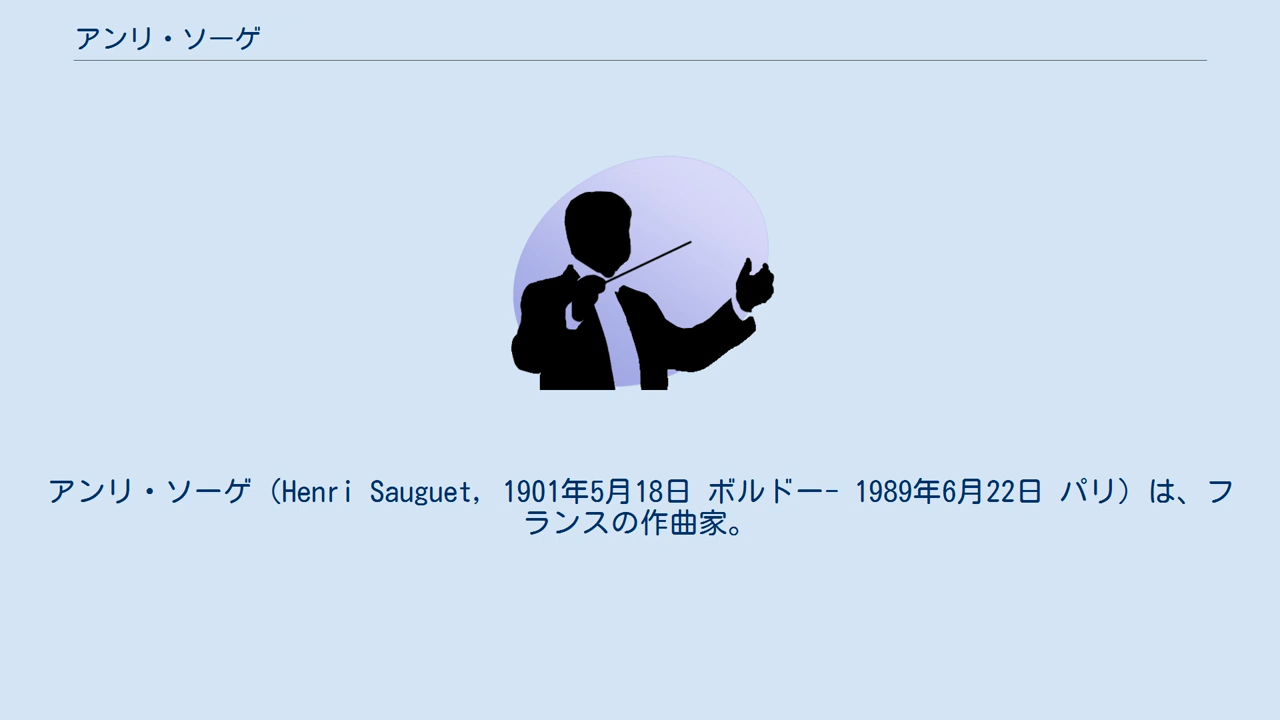 アンリ・ソーゲ
アンリ・ソーゲ（Henri Sauguet, 1901年5月18日 ボルドー- 1989年6月22日 パリ）は、フ
ランスの作曲家。